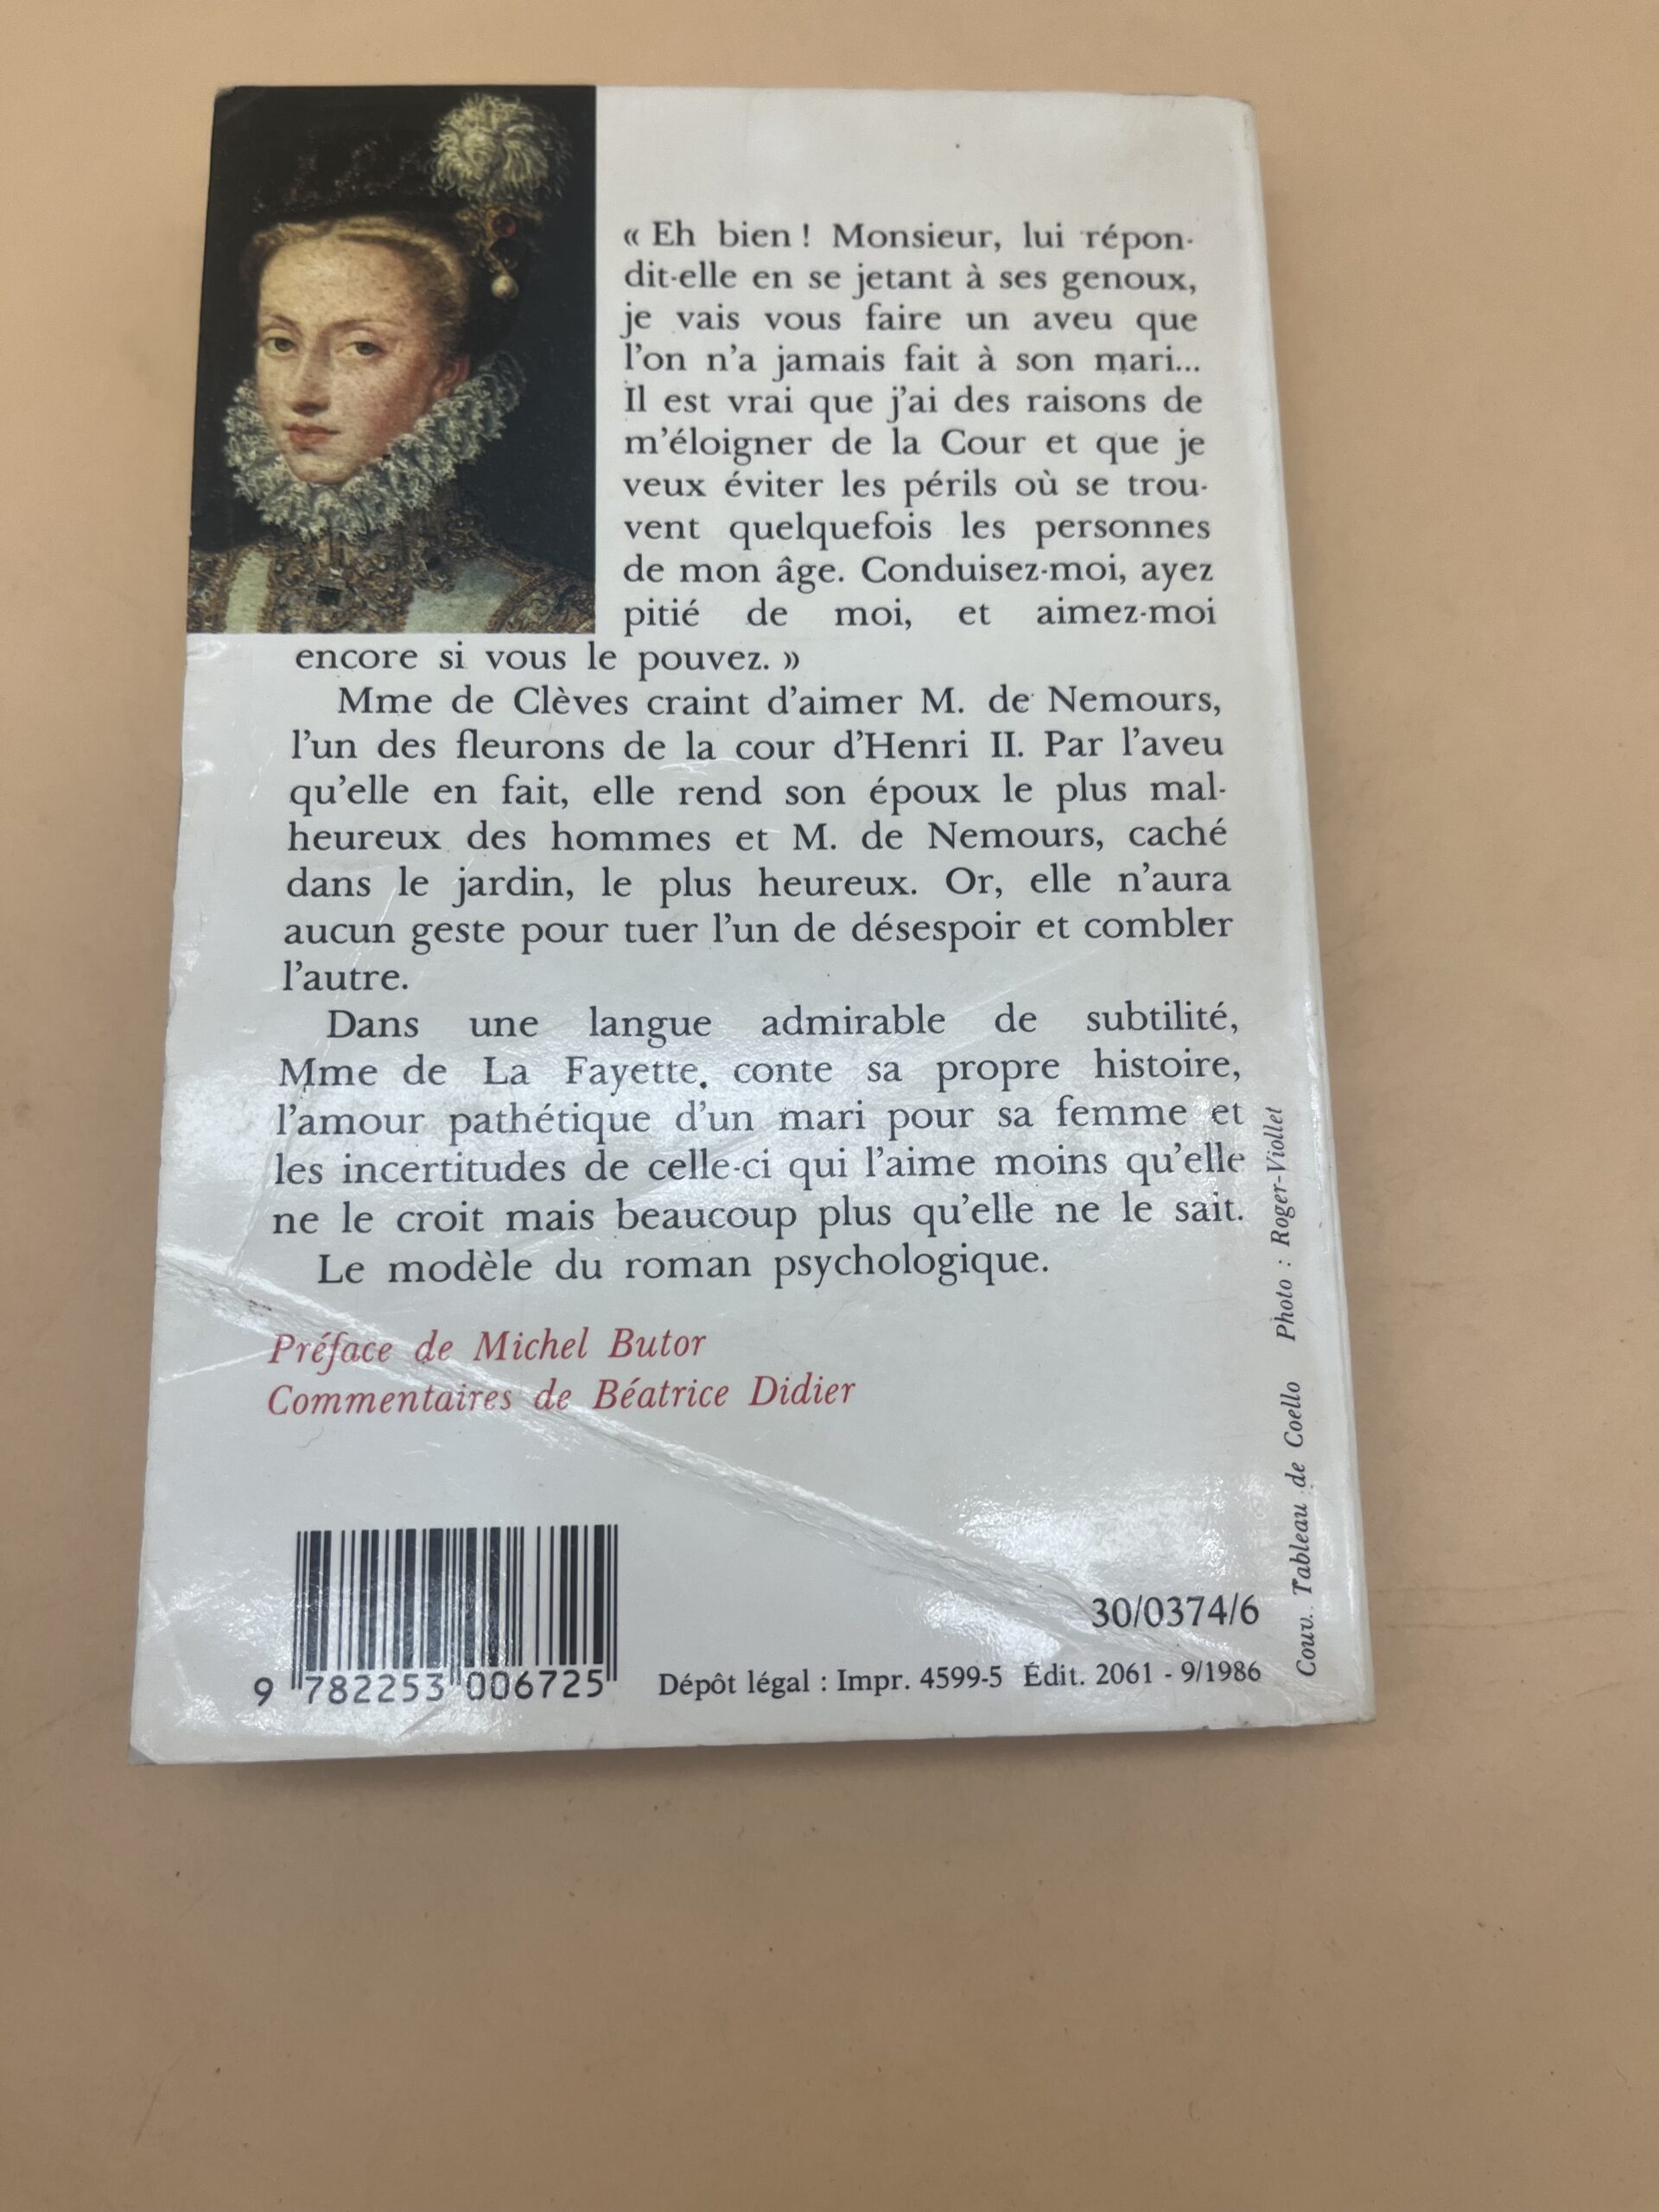 « Eh bien ! Monsieur, lui répon-
dit-elle en se jetant à ses genoux,
je vais vous faire un aveu que
l'on n'a jamais fait à son mari...
Il est vrai que j'ai des raisons de
m'éloigner de la Cour et que je
veux éviter les périls où se trou-
vent quelquefois les personnes
de mon âge. Conduisez-moi, ayez
pitié de moi, et aimez-moi
encore si vous le pouvez. »
Mme de Clèves craint d'aimer M. de Nemours,
l'un des fleurons de la cour d'Henri II. Par l'aveu
qu'elle en fait, elle rend son époux le plus mal-
heureux des hommes et M. de Nemours, caché
dans le jardin, le plus heureux. Or, elle n'aura
aucun geste pour tuer l'un de désespoir et combler
l'autre.
Dans une langue admirable de subtilité,
Mme de La Fayette. conte sa propre histoire,
l'amour pathétique d'un mari pour sa femme et
les incertitudes de celle-ci qui l'aime moins qu'elle
ne le croit mais beaucoup plus qu'elle ne le sait.
Le modèle du roman psychologique.
Préface de Michel Butor
Commentaires de Béatrice Didier
30/0374/6
9 782253 006725
Dépôt légal : Impr. 4599-5 Édit. 2061 - 9/1986
Couv. Tableau de Coello Photo : Roger-Viollet